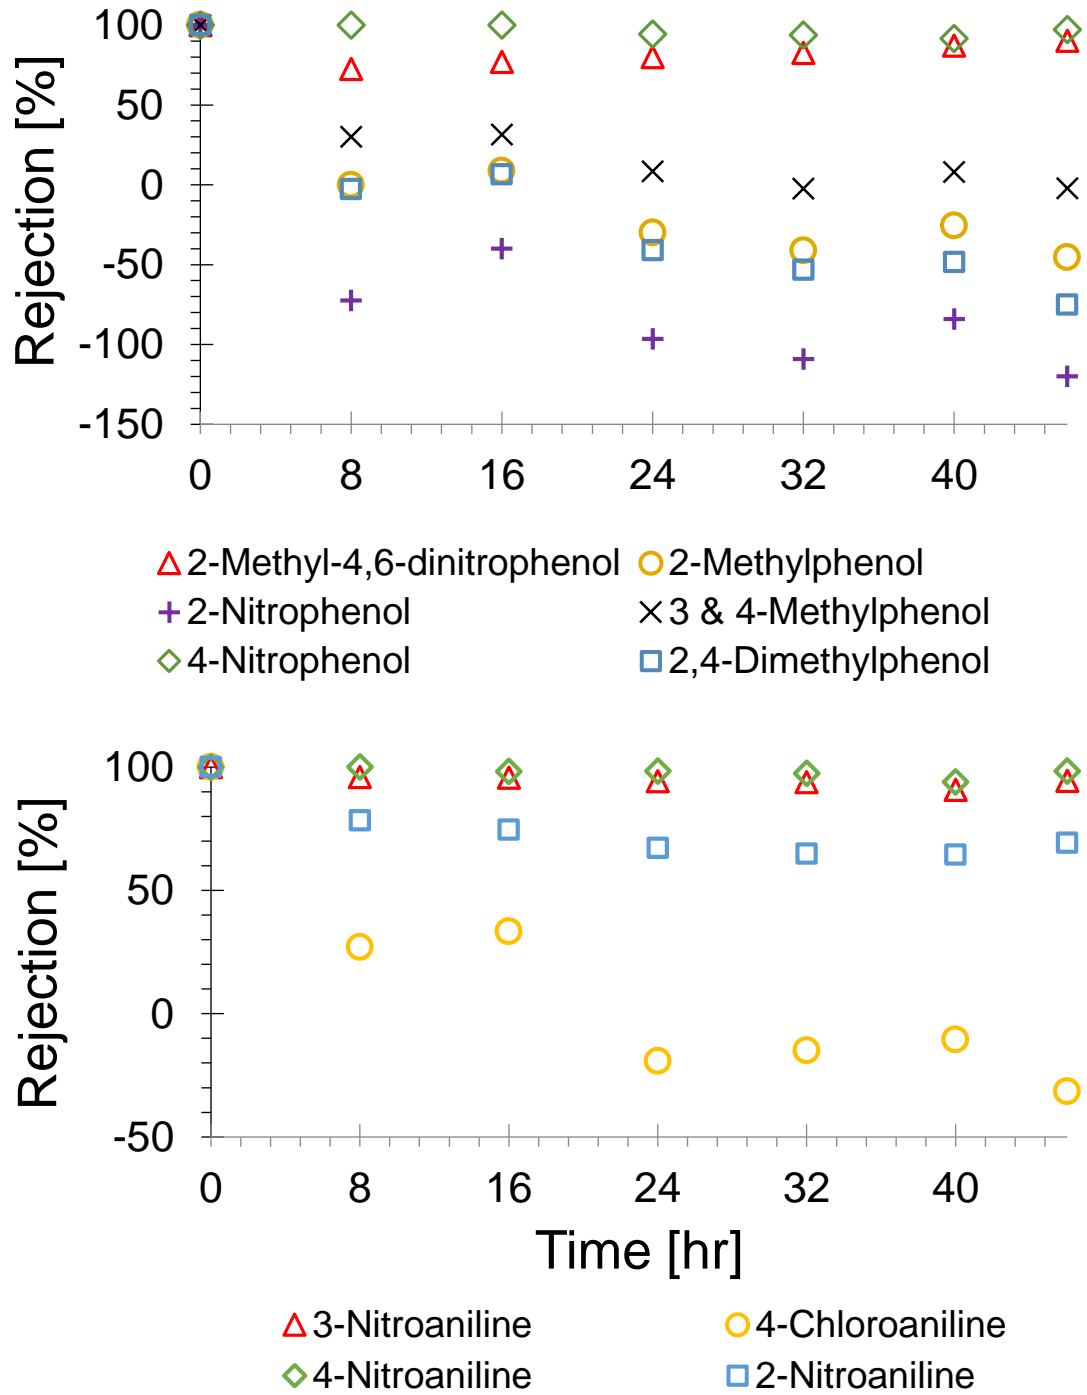 Rejection [%]
100
50
0
-50
-100
-150
0 8 16 24 32 40
2-Methyl-4,6-dinitrophenol 2-Methylphenol
2-Nitrophenol 3 & 4-Methylphenol
4-Nitrophenol 2,4-Dimethylphenol
Rejection [%]
100
50
0
-50
0 8 16 24 32 40
Time [hr]
3-Nitroaniline 4-Chloroaniline
4-Nitroaniline 2-Nitroaniline